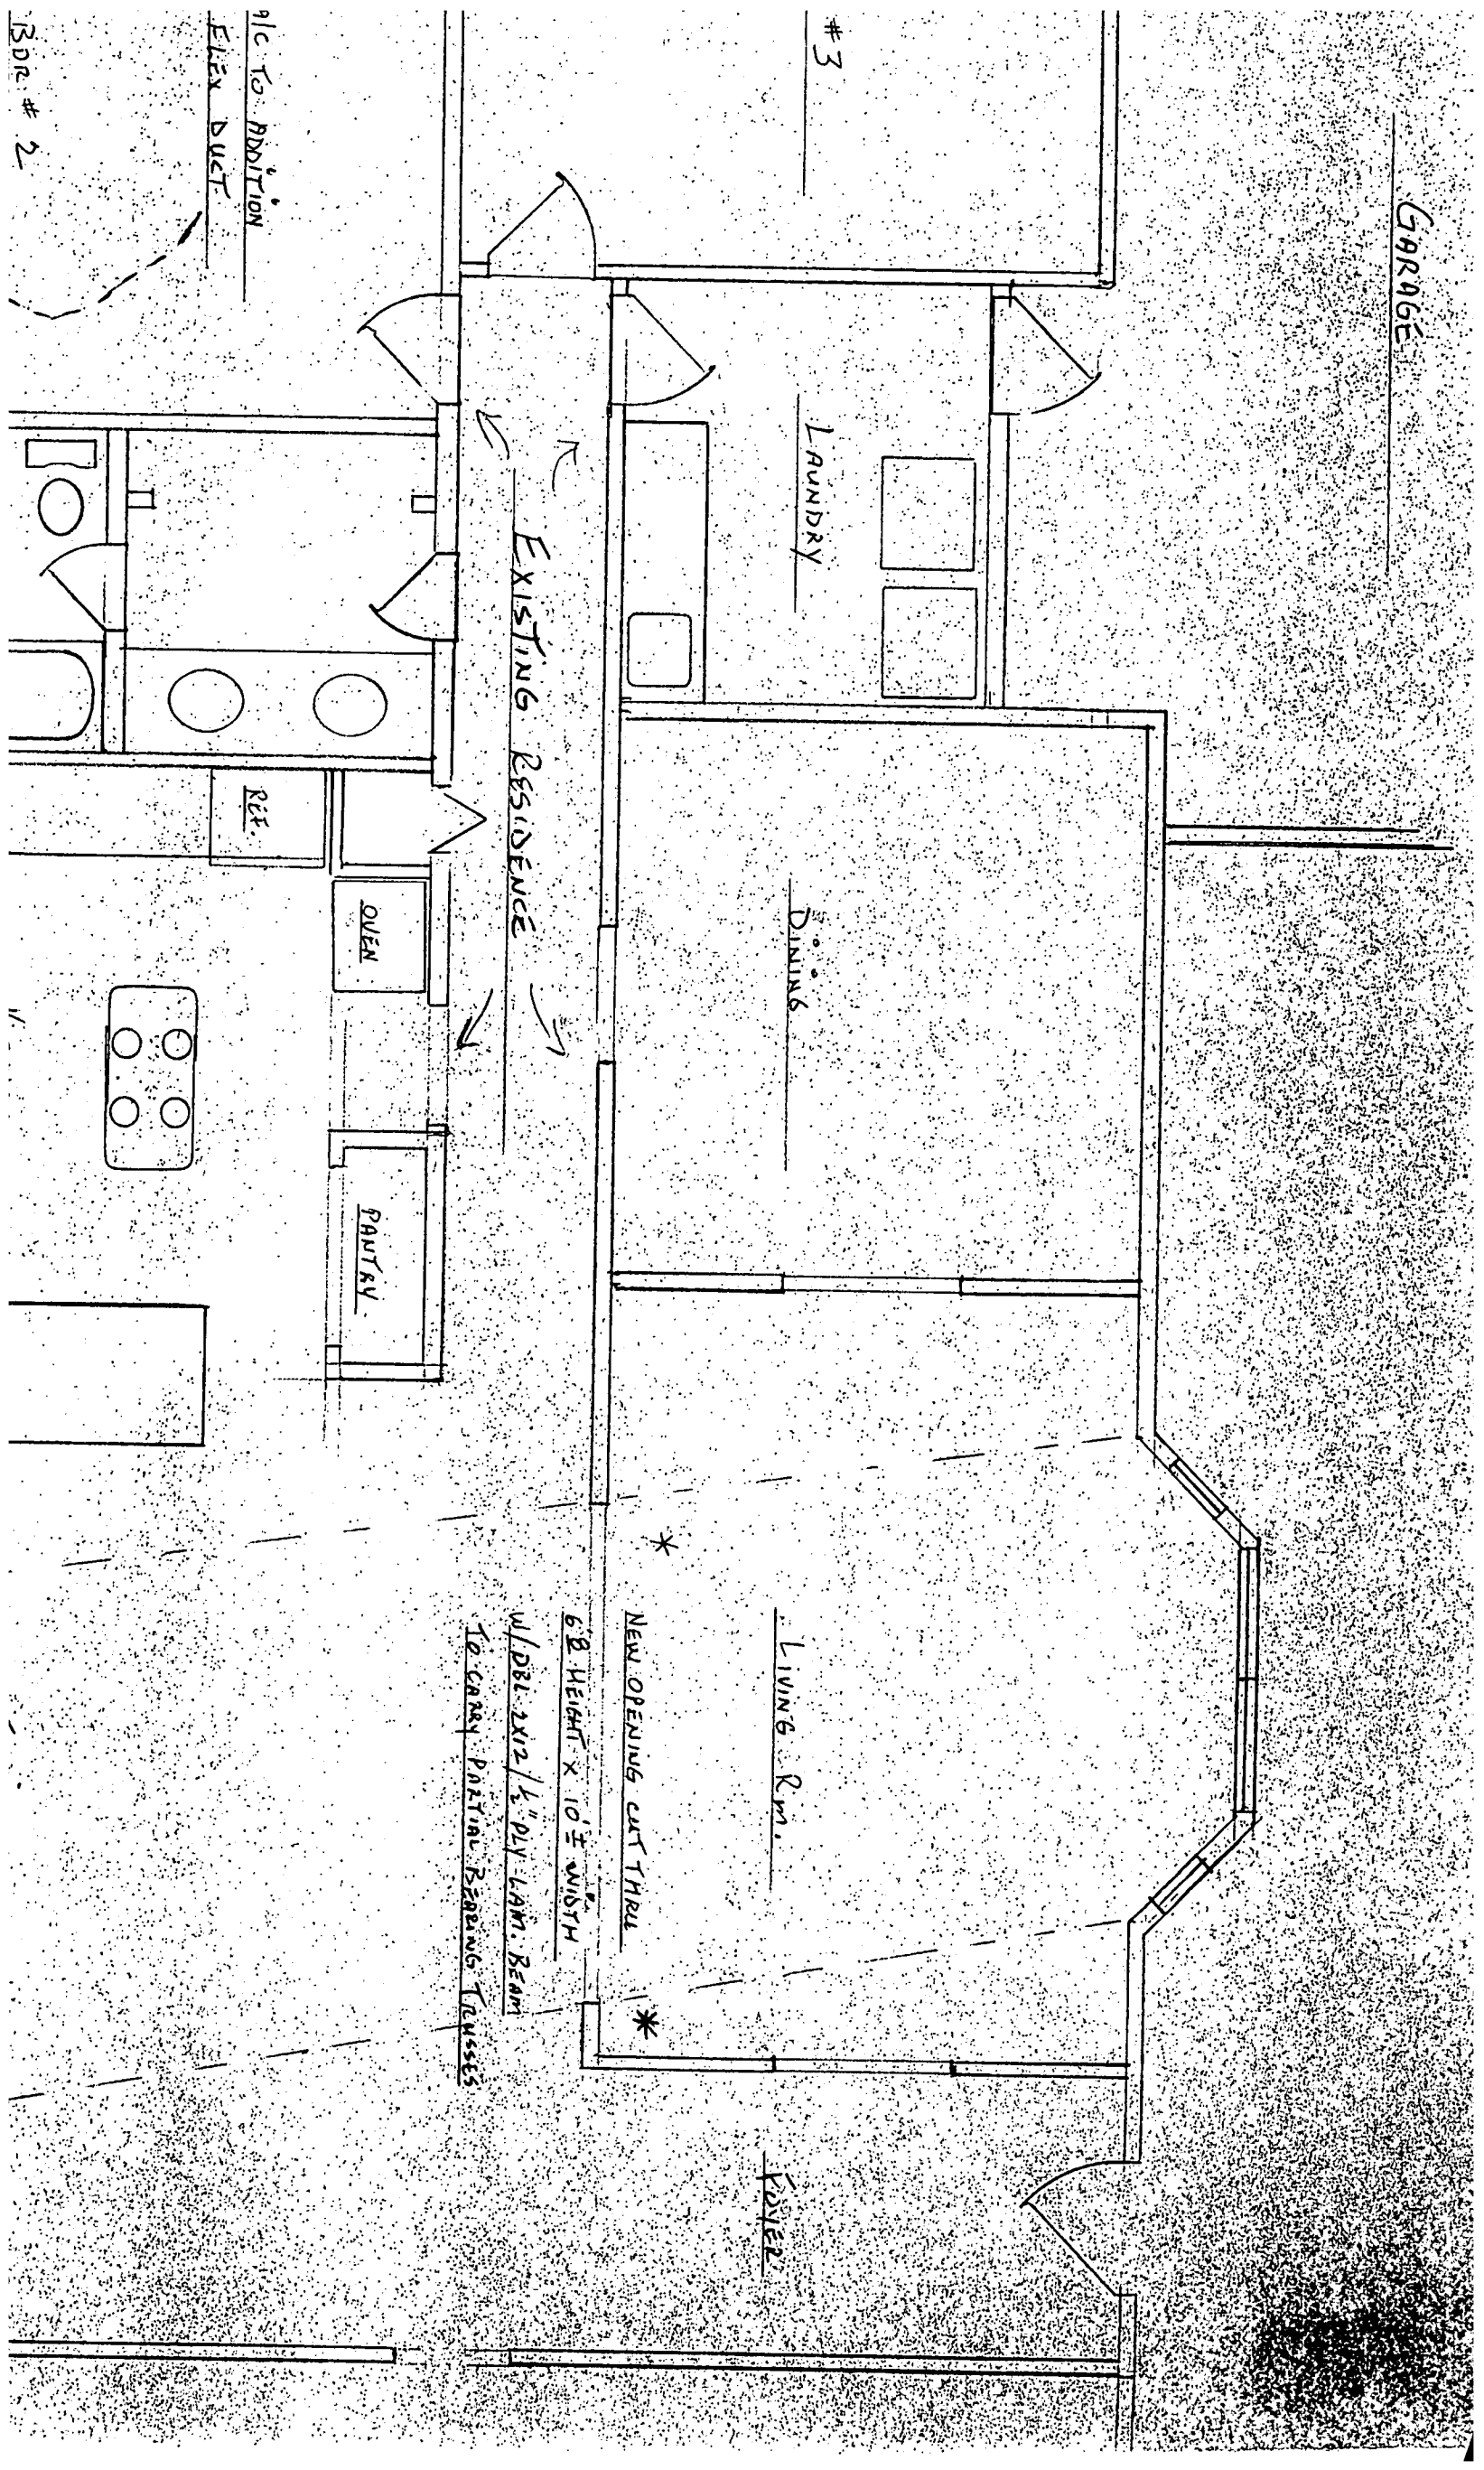 GARAGE
#3
A/C TO ADDITION
FLEX DUCT
BDR # 2
LAUNDRY
EXISTING RESIDENCE
REF.
OVEN
DINING
PANTRY
LIVING RM.
NEW OPENING CUT THRU
6'8 HEIGHT X 10'± WIDTH
W/DBL 2X12/½" PLY LAM. BEAM
TO CARRY PARTIAL BEARING TRUSSES
FOYER